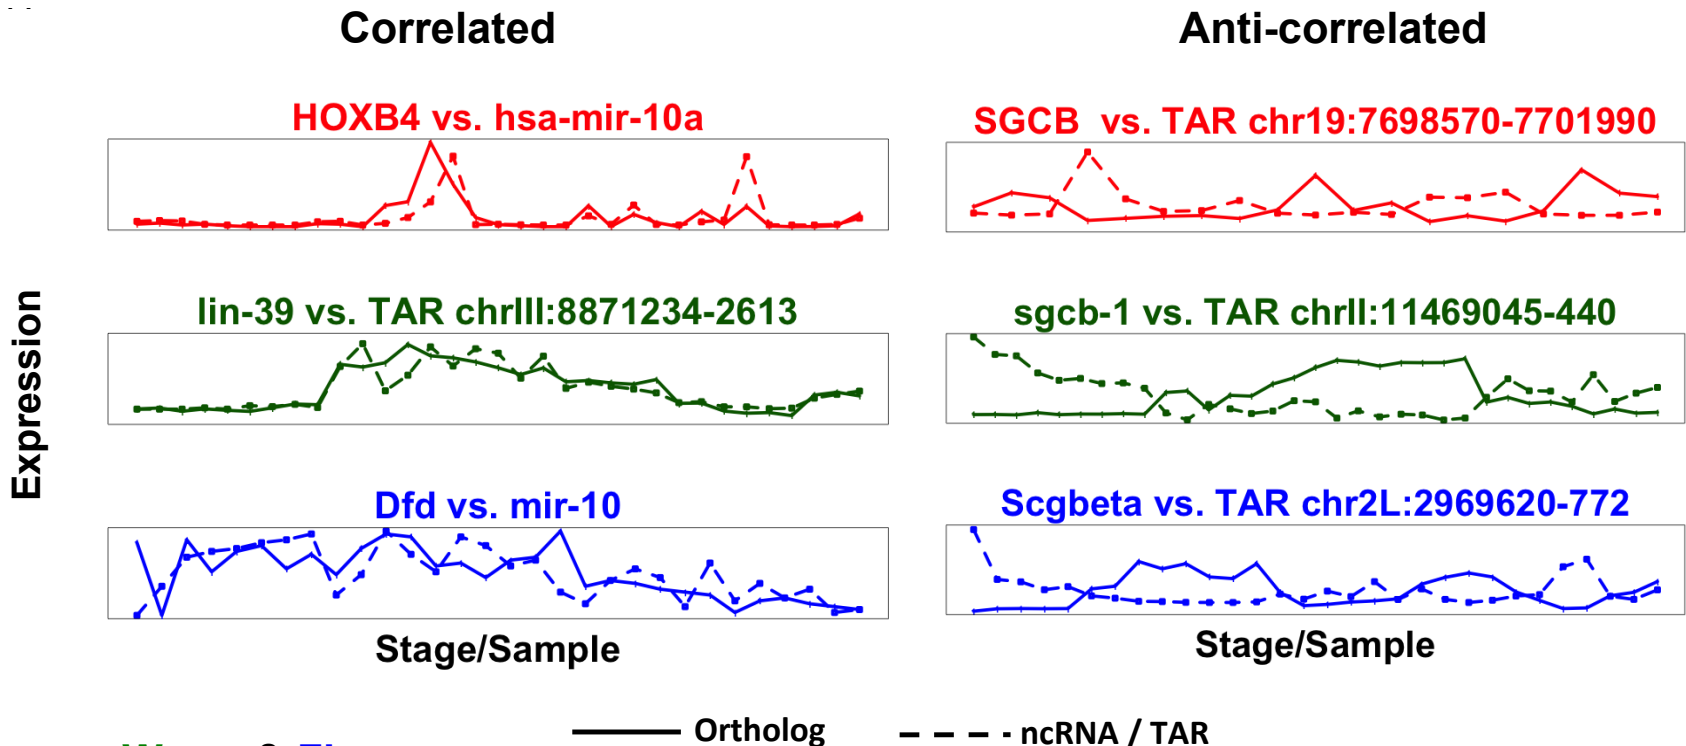 Correlated
Anti-correlated
HOXB4 vs. hsa-mir-10a
SGCB vs. TAR chr19:7698570-7701990
lin-39 vs. TAR chrIII:8871234-2613
sgcb-1 vs. TAR chrII:11469045-440
Expression
Dfd vs. mir-10
Scgbeta vs. TAR chr2L:2969620-772
Stage/Sample
Stage/Sample
Ortholog
ncRNA / TAR